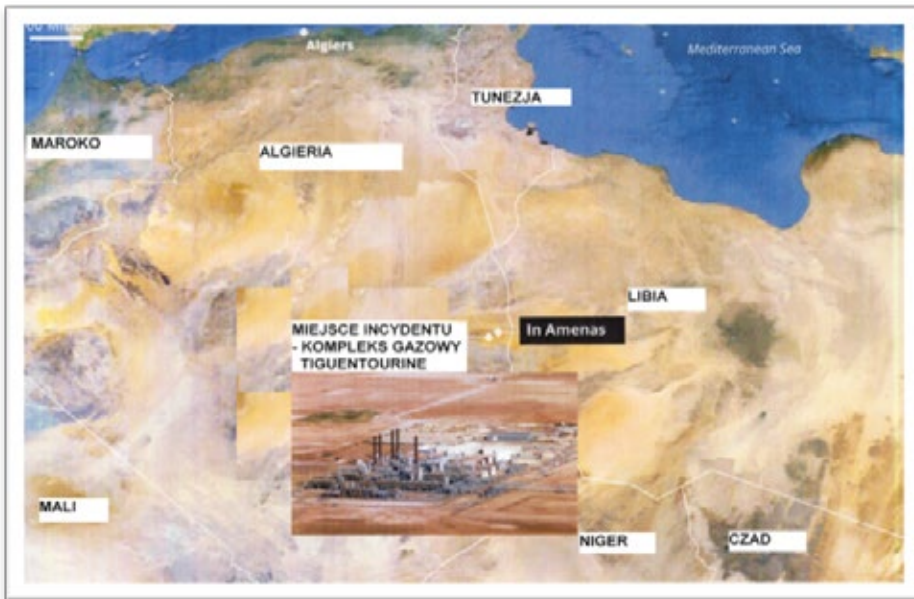 Algiers
Mediterranean Sea
TUNEZJA
MAROKO
ALGIERIA
LIBIA
MIEJSCE INCYDENTU
- KOMPLEKS GAZOWY
TIGUENTOURINE
In Amenas
MALI
NIGER
CZAD